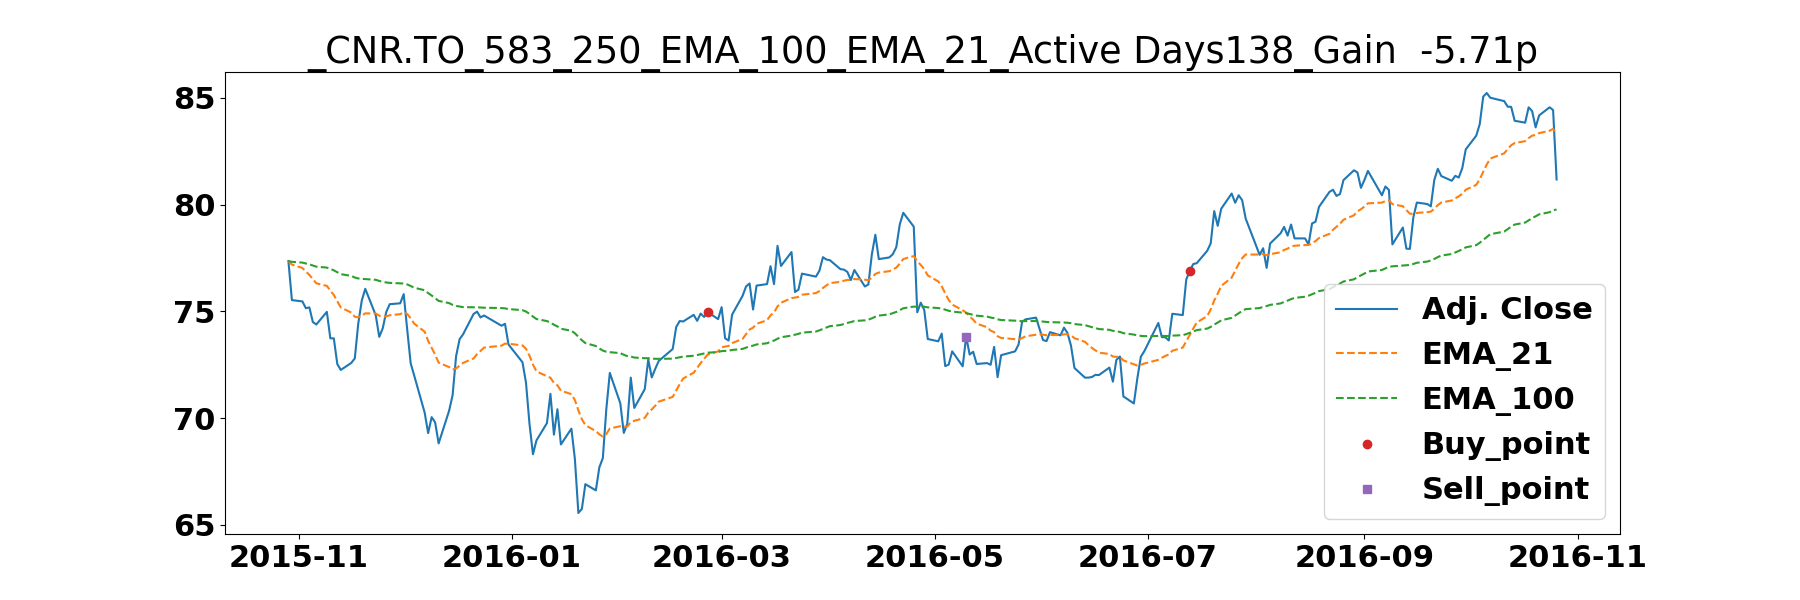 _CNR.TO_583_250_EMA_100_EMA_21_Active Days138_Gain  -5.71p
85
80
75
70
65
2015-11 2016-01 2016-03 2016-05 2016-07 2016-09 2016-11
Adj. Close
EMA_21
EMA_100
Buy_point
Sell_point